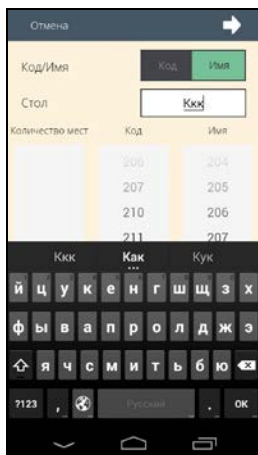 Отмена
Код/Имя Код Имя
Стол Ккк
Количество мест Код Имя
206 204
207 205
210 206
211 207
Ккк Как Кук
й ц у к е н г ш щ з х
ф ы в а п р о л д ж э
я ч с м и т ь б ю
?123 , Русский . ОК